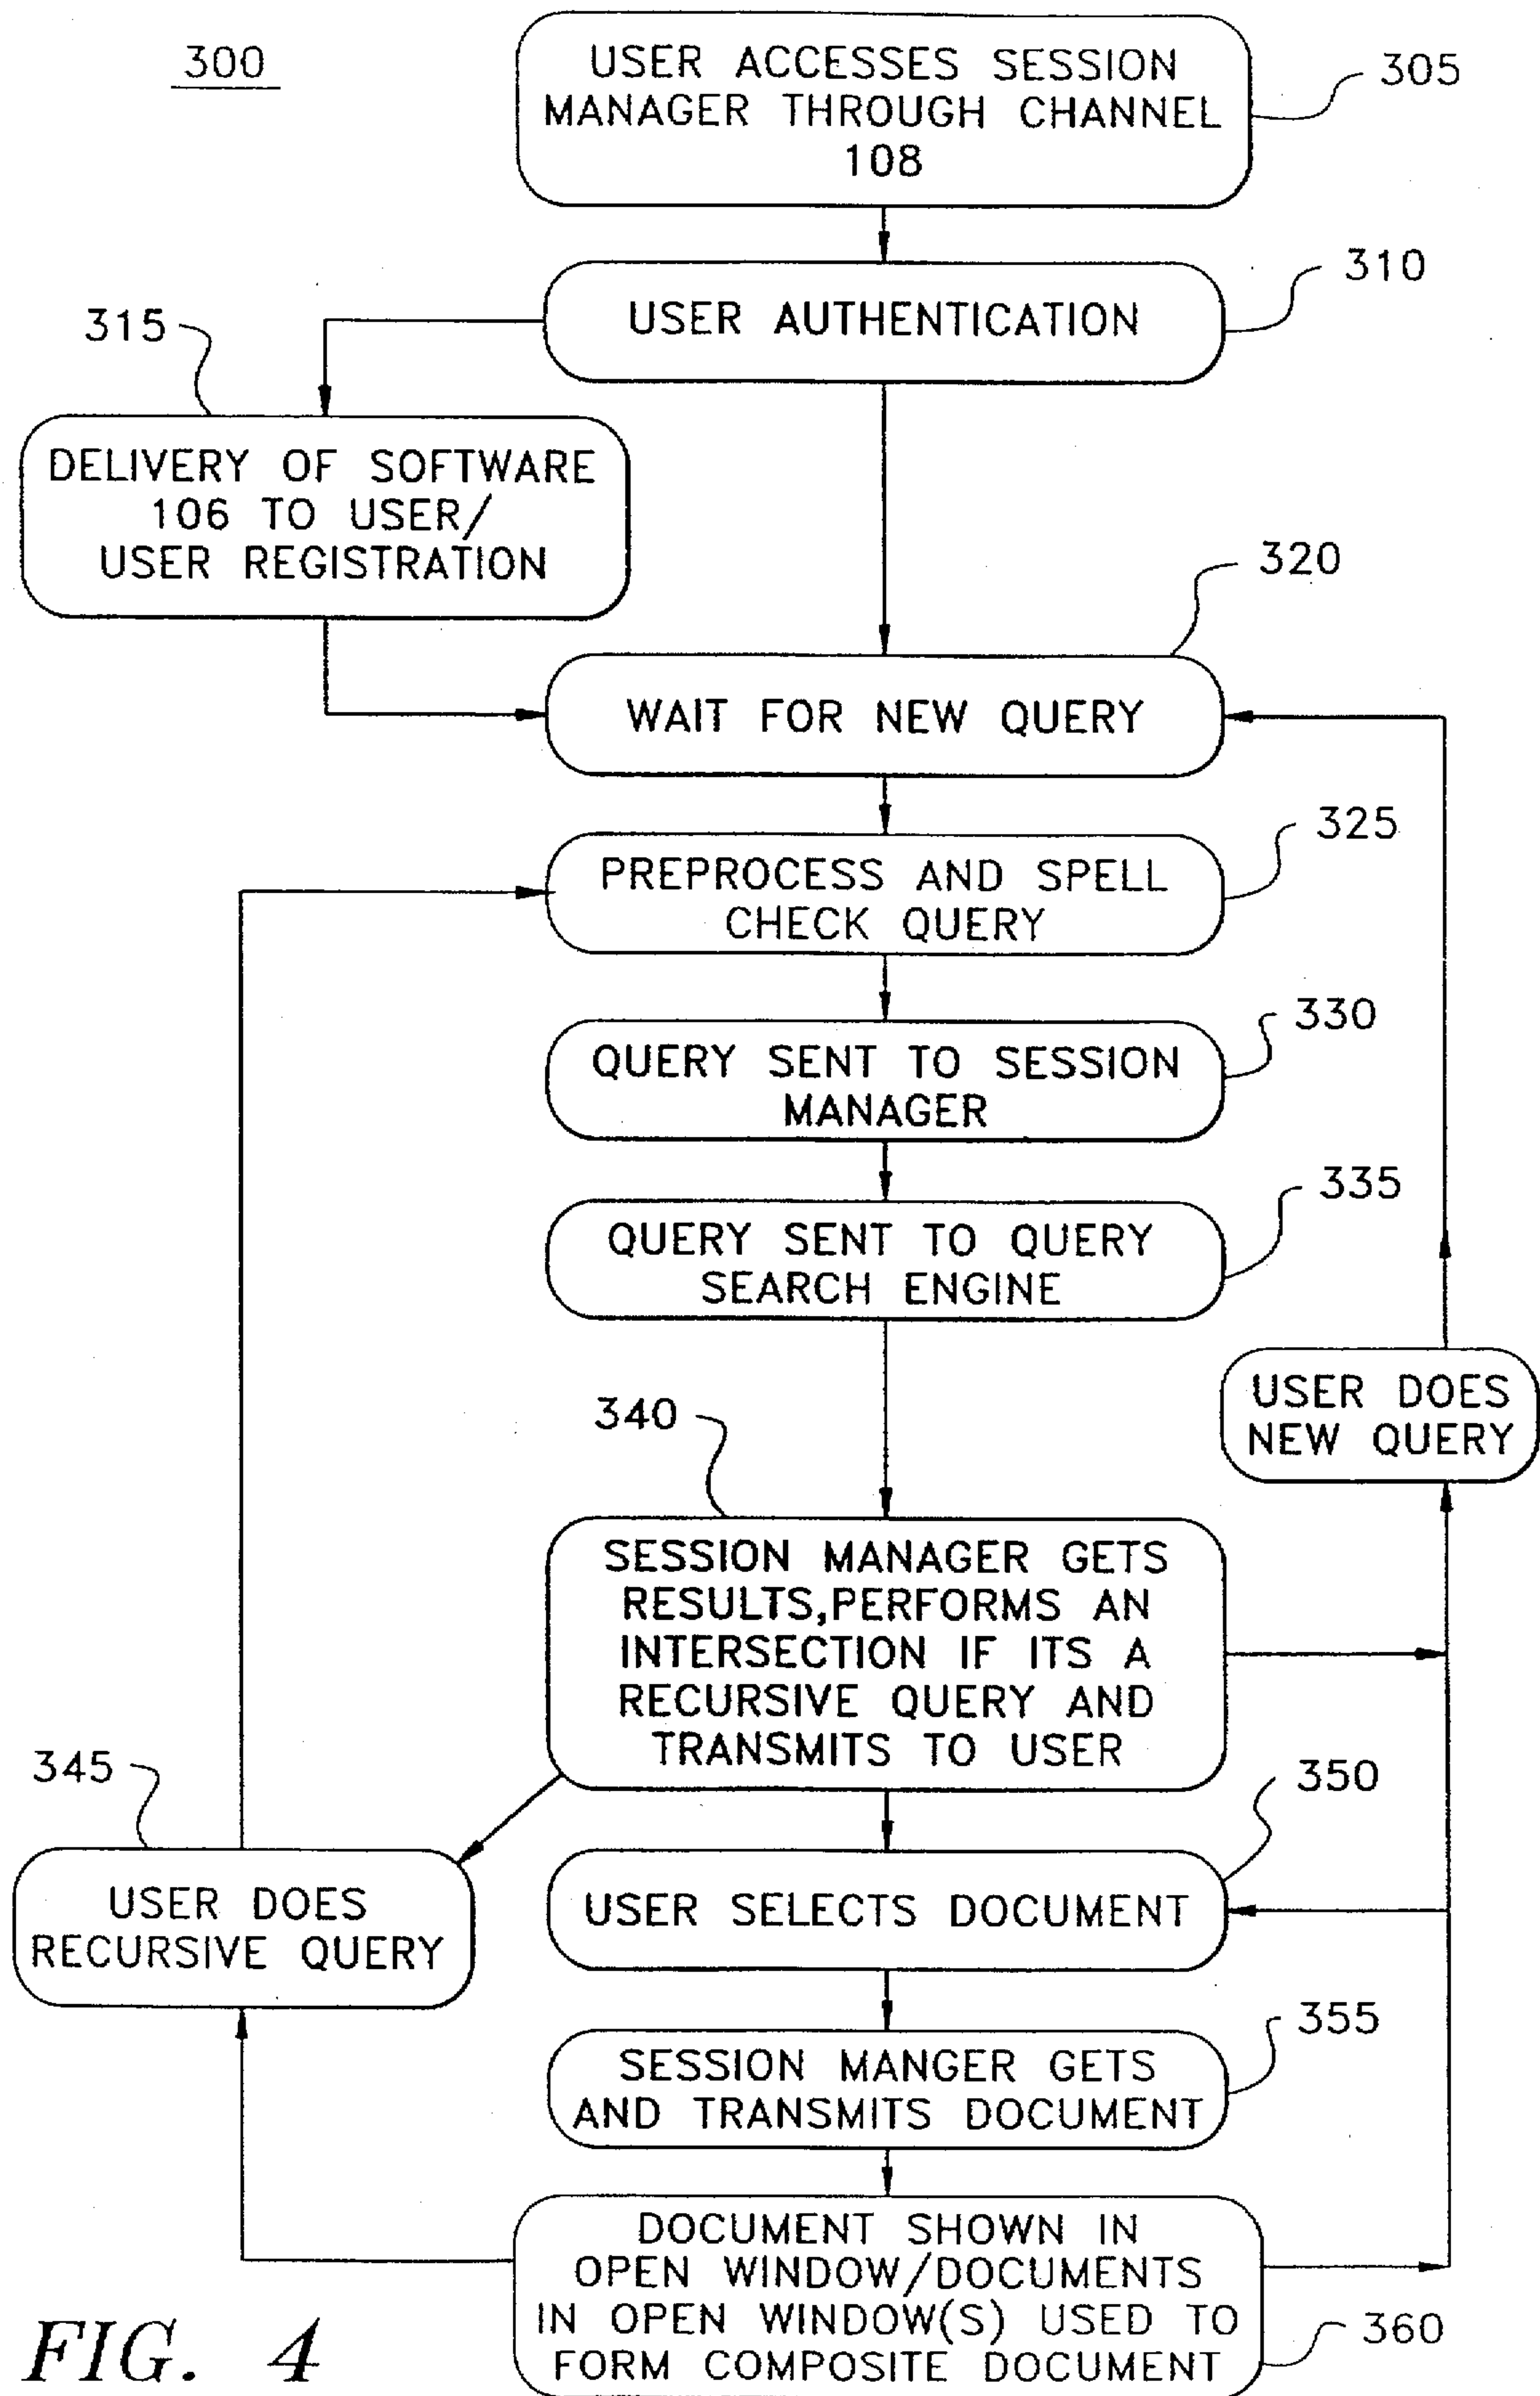 300
USER ACCESSES SESSION
MANAGER THROUGH CHANNEL
108
305
USER AUTHENTICATION
310
315
DELIVERY OF SOFTWARE
106 TO USER/
USER REGISTRATION
320
WAIT FOR NEW QUERY
325
PREPROCESS AND SPELL
CHECK QUERY
330
QUERY SENT TO SESSION
MANAGER
335
QUERY SENT TO QUERY
SEARCH ENGINE
USER DOES
NEW QUERY
340
SESSION MANAGER GETS
RESULTS,PERFORMS AN
INTERSECTION IF ITS A
RECURSIVE QUERY AND
TRANSMITS TO USER
345
USER DOES
RECURSIVE QUERY
350
USER SELECTS DOCUMENT
355
SESSION MANGER GETS
AND TRANSMITS DOCUMENT
DOCUMENT SHOWN IN
OPEN WINDOW/DOCUMENTS
IN OPEN WINDOW(S) USED TO
FORM COMPOSITE DOCUMENT
360
FIG. 4